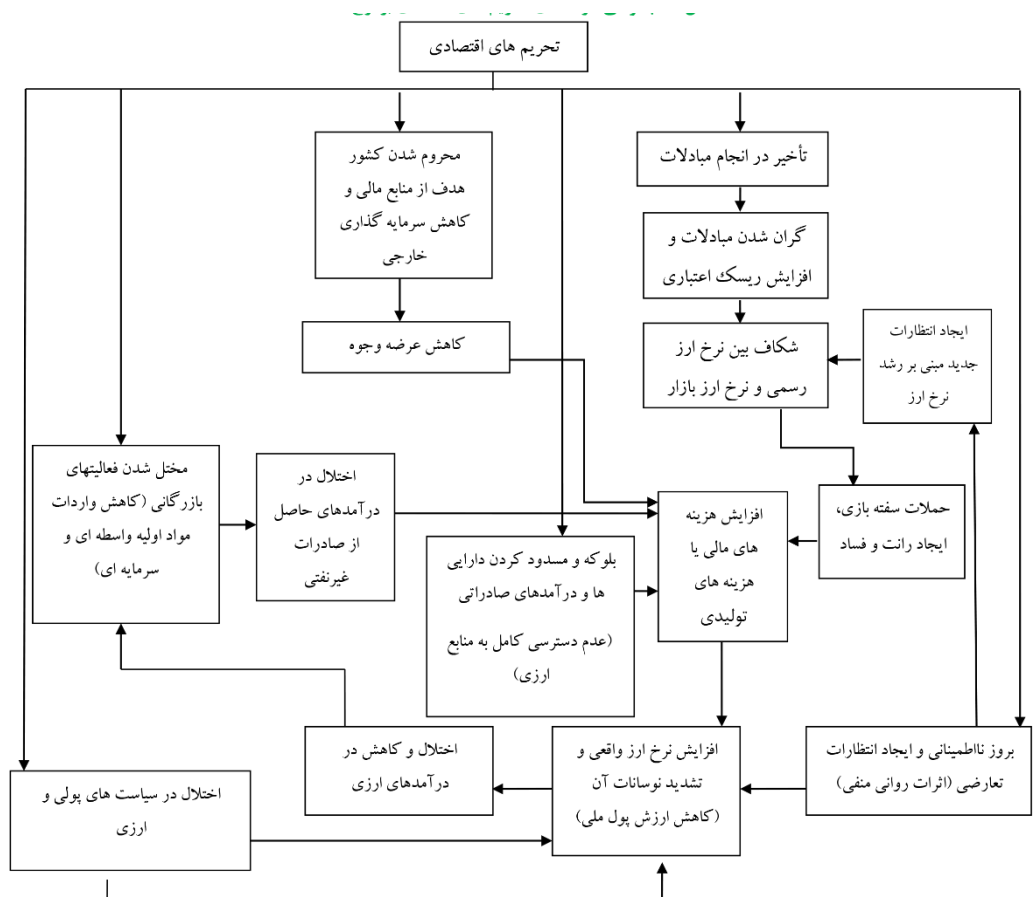 تحریم های اقتصادی
تأخیر در انجام مبادلات
محروم شدن کشور
هدف از منابع مالی و
کاهش سرمایه گذاری
خارجی
گران شدن مبادلات و
افزایش ریسک اعتباری
ایجاد انتظارات
جدید مبنی بر رشد
نرخ ارز
شکاف بین نرخ ارز
رسمی و نرخ ارز بازار
کاهش عرضه وجوه
حملات سفته بازی،
ایجاد رانت و فساد
افزایش هزینه
های مالی یا
هزینه های
تولیدی
بلوکه و مسدود کردن دارایی
ها و درآمدهای صادراتی
(عدم دسترسی کامل به منابع
ارزی)
اختلال در
درآمدهای حاصل
از صادرات
غیرنفتی
مختل شدن فعالیتهای
بازرگانی (کاهش واردات
مواد اولیه واسطه ای و
سرمایه ای)
بروز نااطمینانی و ایجاد انتظارات
تعارضی (اثرات روانی منفی)
افزایش نرخ ارز واقعی و
تشدید نوسانات آن
(کاهش ارزش پول ملی)
اختلال و کاهش در
درآمدهای ارزی
اختلال در سیاست های پولی و
ارزی